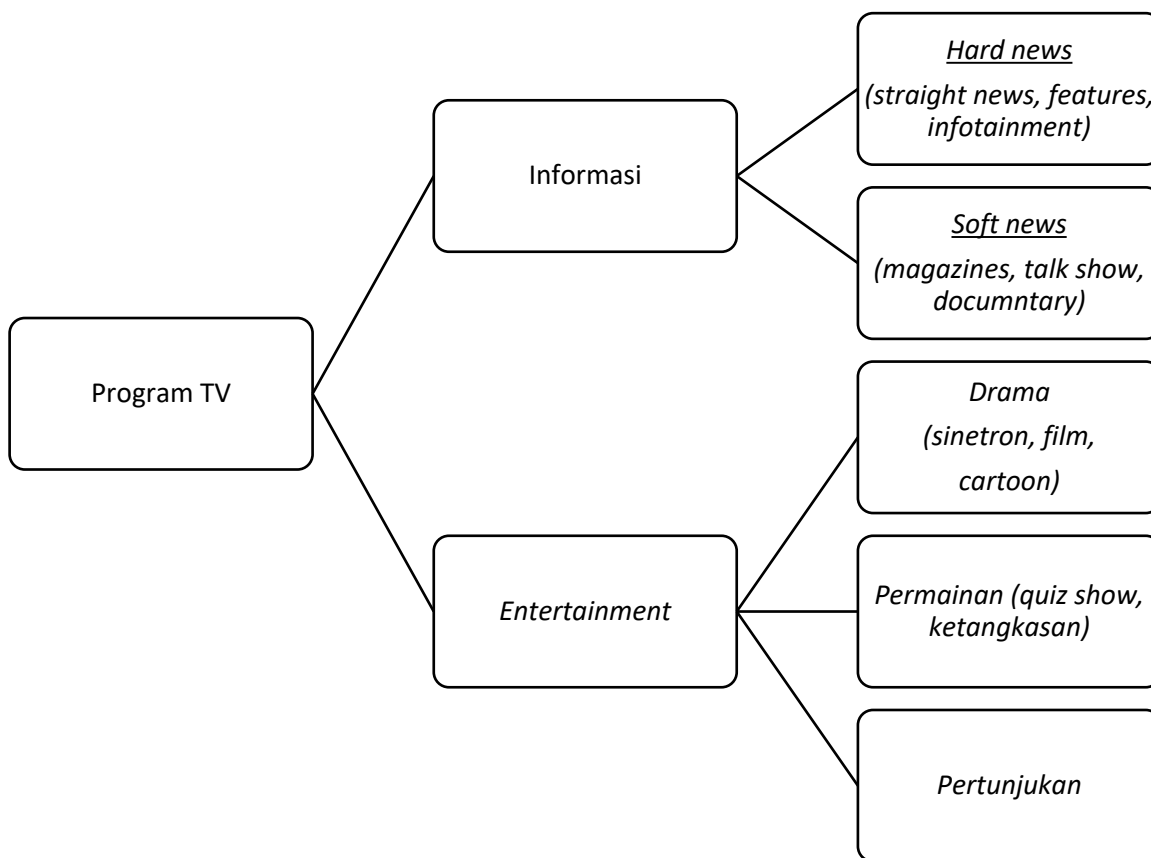 Program TV
Informasi
Hard news
(straight news, features,
infotainment)
Soft news
(magazines, talk show,
documntary)
Entertainment
Drama
(sinetron, film,
cartoon)
Permainan (quiz show,
ketangkasan)
Pertunjukan